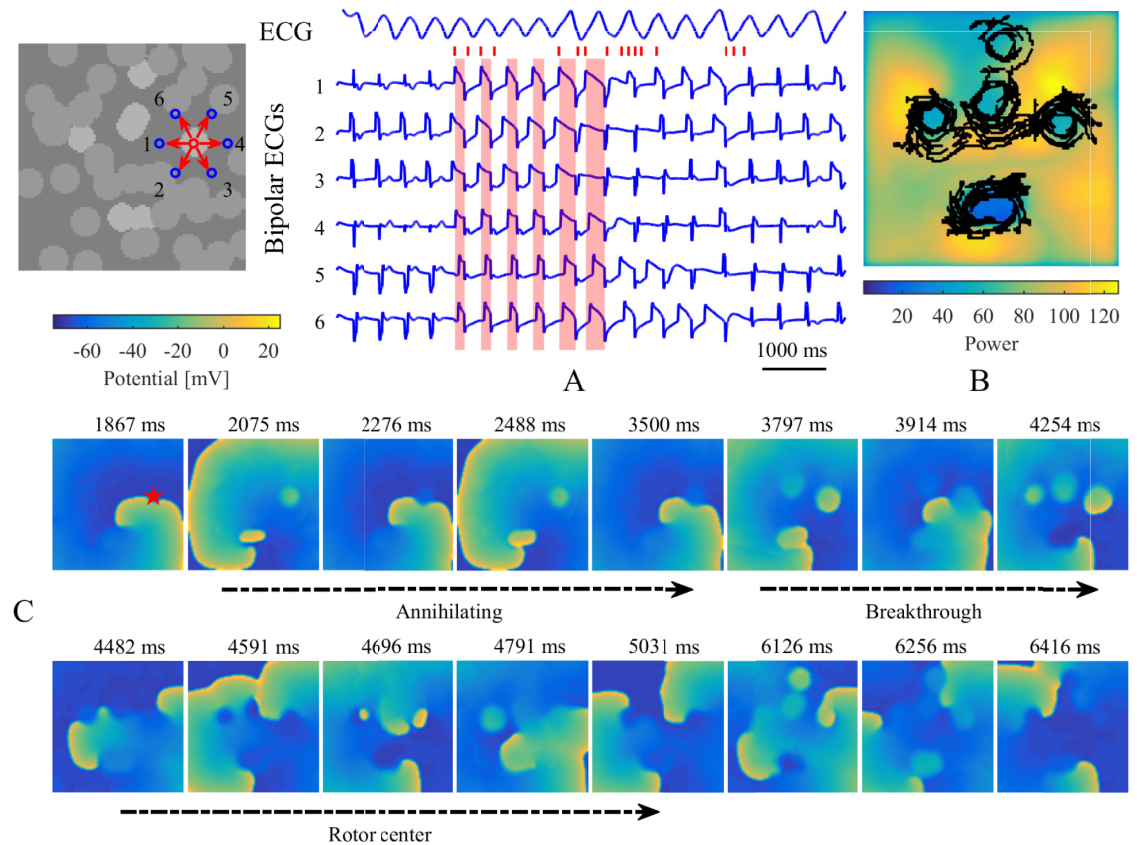 ECG
Bipolar ECGs
6 5
1 4
2 3
1
2
3
4
5
6
-60 -40 -20 0 20
Potential [mV]
1000 ms
A
20 40 60 80 100 120
Power
B
1867 ms 2075 ms 2276 ms 2488 ms 3500 ms 3797 ms 3914 ms 4254 ms
Annihilating Breakthrough
C
4482 ms 4591 ms 4696 ms 4791 ms 5031 ms 6126 ms 6256 ms 6416 ms
Rotor center